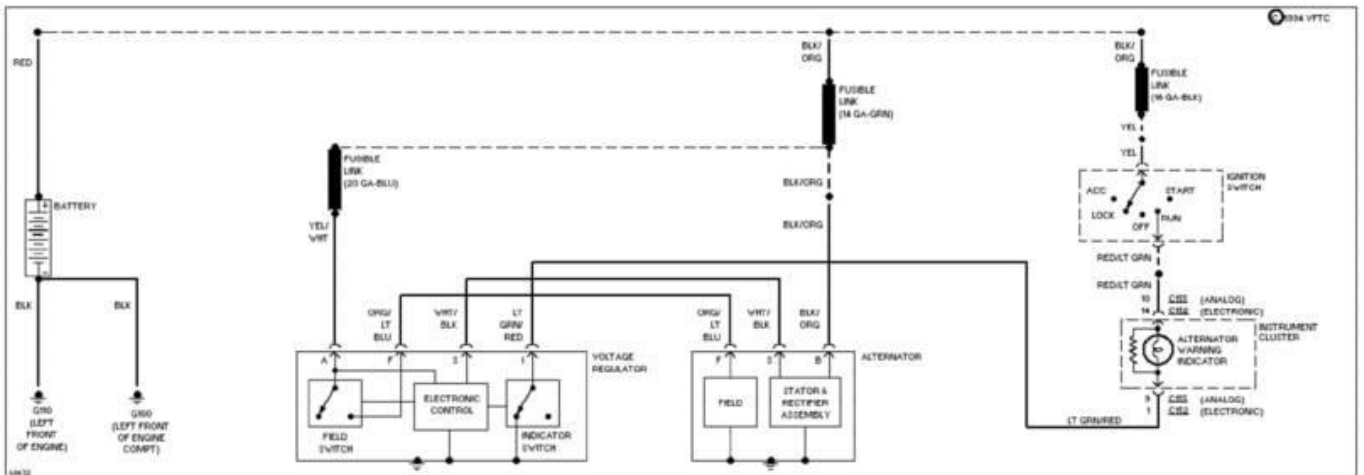 1994 VFTC
BLK/
ORG
BLK/
ORG
RED
FUSIBLE
LINK
(14 GA-GRN)
FUSIBLE
LINK
(16 GA-BLK)
YEL
YEL
FUSIBLE
LINK
(20 GA-BLU)
BLK/ORG
IGNITION
SWITCH
ACC
START
LOCK
OFF
RUN
BATTERY
+
-
YEL/
WHT
BLK/ORG
RED/LT GRN
RED/LT GRN
BLK
BLK
ORG/
LT
BLU
WHT/
BLK
LT
GRN/
RED
ORG/
LT
BLU
WHT/
BLK
BLK/
ORG
10 C155 (ANALOG)
14 C152 (ELECTRONIC)
INSTRUMENT
CLUSTER
ALTERNATOR
WARNING
INDICATOR
A F S I
VOLTAGE
REGULATOR
F S B
ALTERNATOR
ELECTRONIC
CONTROL
FIELD
STATOR &
RECTIFIER
ASSEMBLY
FIELD
SWITCH
INDICATOR
SWITCH
9 C155 (ANALOG)
1 C152 (ELECTRONIC)
LT GRN/RED
G110
(LEFT
FRONT
OF ENGINE)
G100
(LEFT FRONT
OF ENGINE
COMPT)